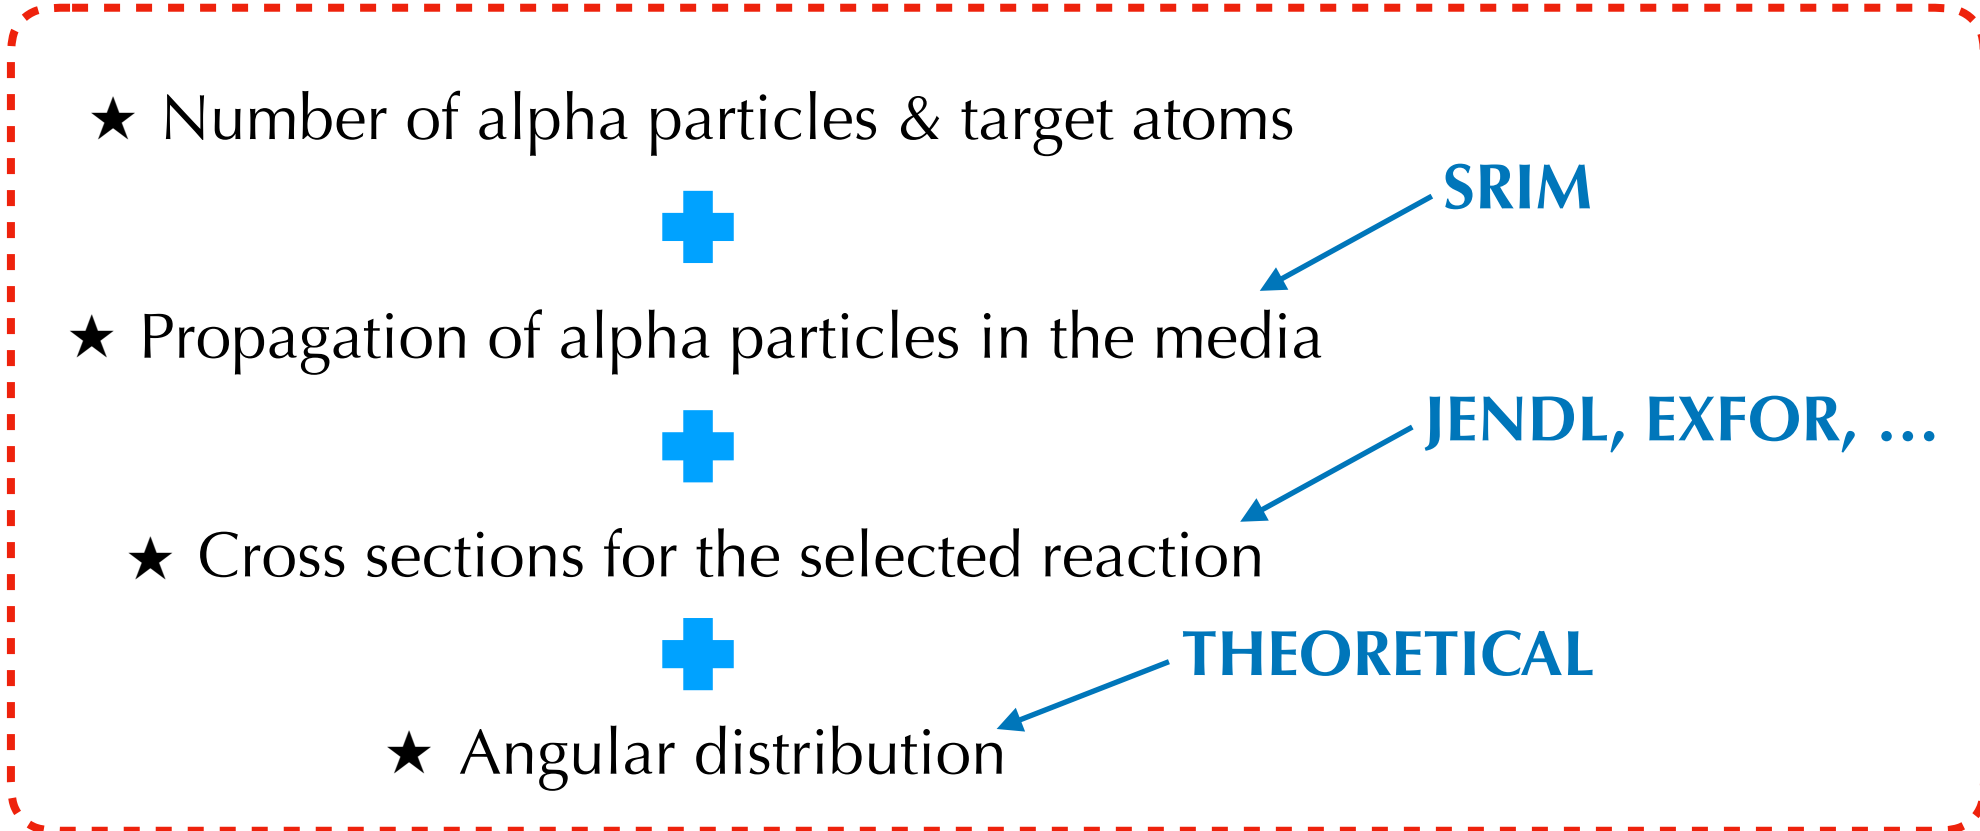 ★ Number of alpha particles & target atoms
SRIM
★ Propagation of alpha particles in the media
JENDL, EXFOR, …
★ Cross sections for the selected reaction
THEORETICAL
★ Angular distribution